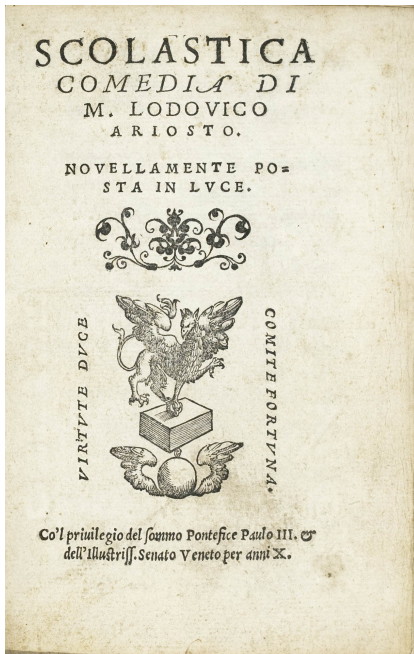 SCOLASTICA
COMEDIA DI
M. LODOVICO
ARIOSTO.
NOVELLAMENTE PO=
STA IN LVCE.
VIRTVTE DVCE
COMITE FORTVNA.
Co'l priuilegio del sommo Pontefice Paulo III. &
dell'Illustriss. Senato Veneto per anni X.